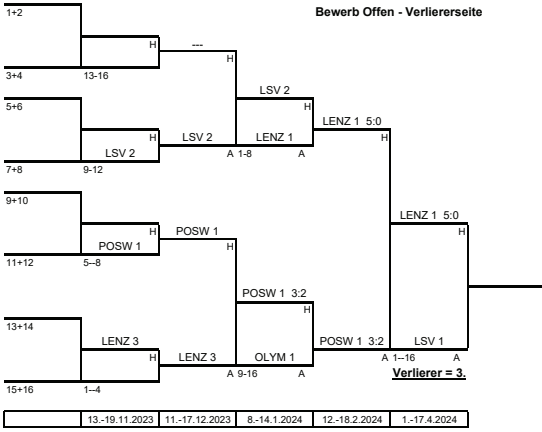 Bewerb Offen - Verliererseite
1+2
H
---
H
3+4
13-16
LSV 2
5+6
H
LENZ 1 5:0
H
LSV 2
LENZ 1
H
LSV 2
A 1-8
A
7+8
9-12
9+10
LENZ 1 5:0
H
POSW 1
H
POSW 1
H
11+12
5--8
POSW 1 3:2
H
13+14
LENZ 3
POSW 1 3:2
LSV 1
H
LENZ 3
OLYM 1
A 1--16
A
A 9-16
A
Verlierer = 3.
15+16
1--4
13.-19.11.2023
11.-17.12.2023
8.-14.1.2024
12.-18.2.2024
1.-17.4.2024